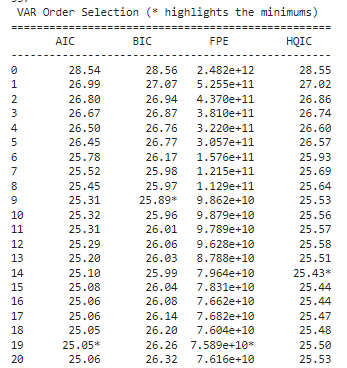 VAR Order Selection (* highlights the minimums)
==================================================
AIC BIC FPE HQIC
--------------------------------------------------
0 28.54 28.56 2.482e+12 28.55
1 26.99 27.07 5.255e+11 27.02
2 26.80 26.94 4.370e+11 26.86
3 26.67 26.87 3.810e+11 26.74
4 26.50 26.76 3.220e+11 26.60
5 26.45 26.77 3.057e+11 26.57
6 25.78 26.17 1.576e+11 25.93
7 25.52 25.98 1.215e+11 25.69
8 25.45 25.97 1.129e+11 25.64
9 25.31 25.89* 9.862e+10 25.53
10 25.32 25.96 9.879e+10 25.56
11 25.31 26.01 9.789e+10 25.57
12 25.29 26.06 9.628e+10 25.58
13 25.20 26.03 8.788e+10 25.51
14 25.10 25.99 7.964e+10 25.43*
15 25.08 26.04 7.831e+10 25.44
16 25.06 26.08 7.662e+10 25.44
17 25.06 26.14 7.682e+10 25.47
18 25.05 26.20 7.604e+10 25.48
19 25.05* 26.26 7.589e+10* 25.50
20 25.06 26.32 7.616e+10 25.53